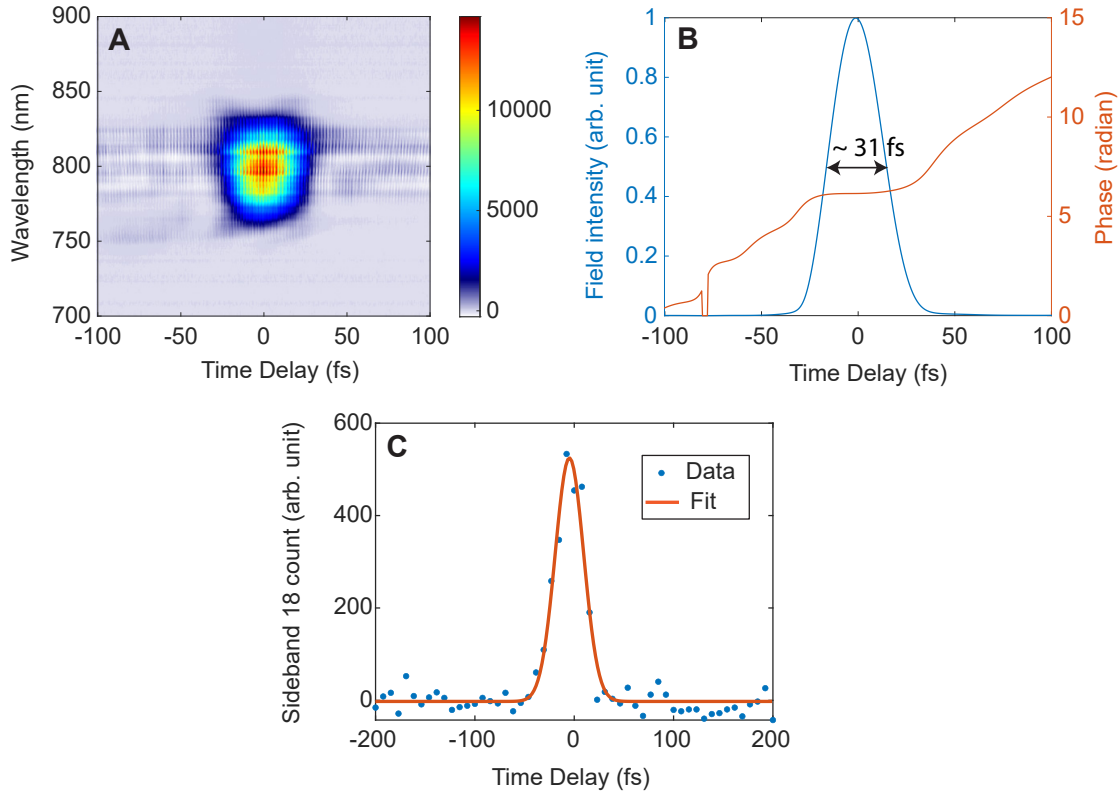 A
900
850
800
750
700
Wavelength (nm)
-100
-50
0
50
100
Time Delay (fs)
10000
5000
0
B
1
0.8
0.6
0.4
0.2
0
Field intensity (arb. unit)
~ 31 fs
15
10
5
0
Phase (radian)
-100
-50
0
50
100
Time Delay (fs)
C
600
400
200
0
Sideband 18 count (arb. unit)
Data
Fit
-200
-100
0
100
200
Time Delay (fs)